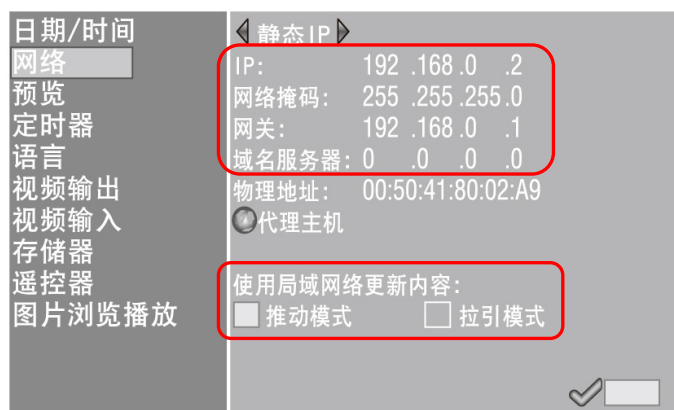 日期/时间
网络
预览
定时器
语言
视频输出
视频输入
存储器
遥控器
图片浏览播放
静态IP
IP: 192 .168 .0 .2
网络掩码: 255 .255 .255 .0
网关: 192 .168 .0 .1
域名服务器: 0 .0 .0 .0
物理地址: 00:50:41:80:02:A9
代理主机
使用局域网络更新内容:
推动模式 拉引模式